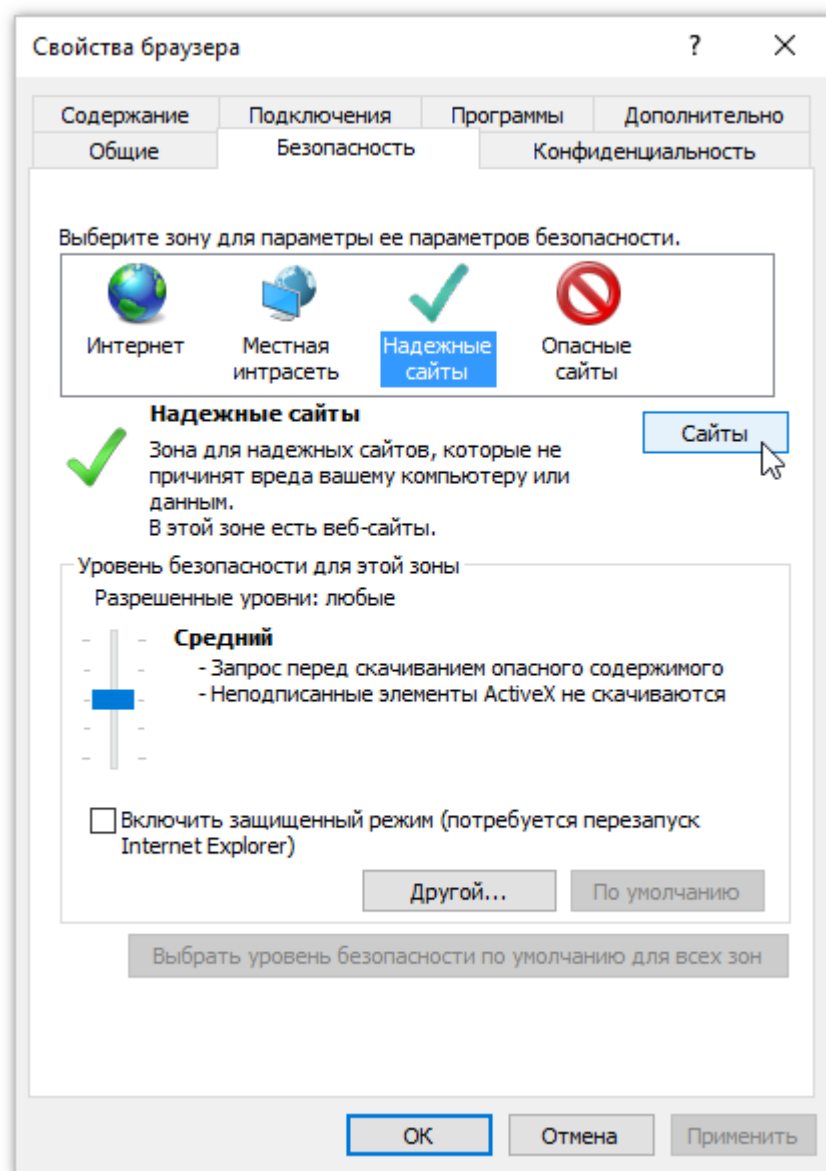 Свойства браузера
?
Содержание Подключения Программы Дополнительно
Общие Безопасность Конфиденциальность
Выберите зону для параметры ее параметров безопасности.
Интернет Местная интрасеть Надежные сайты Опасные сайты
Надежные сайты
Сайты
Зона для надежных сайтов, которые не
причинят вреда вашему компьютеру или
данным.
В этой зоне есть веб-сайты.
Уровень безопасности для этой зоны
Разрешенные уровни: любые
Средний
- Запрос перед скачиванием опасного содержимого
- Неподписанные элементы ActiveX не скачиваются
Включить защищенный режим (потребуется перезапуск
Internet Explorer)
Другой... По умолчанию
Выбрать уровень безопасности по умолчанию для всех зон
ОК Отмена Применить